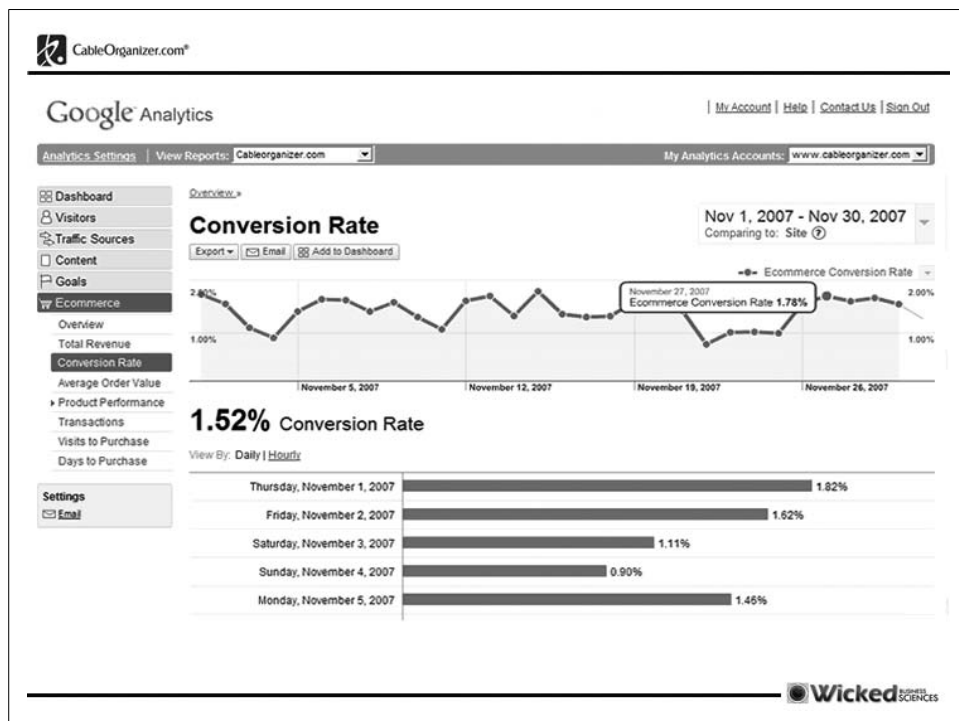 CableOrganizer.com®
Google™ Analytics
| My Account | Help | Contact Us | Sign Out
Analytics Settings | View Reports: Cableorganizer.com
My Analytics Accounts: www.cableorganizer.com
Dashboard
Visitors
Traffic Sources
Content
Goals
Ecommerce
Overview
Total Revenue
Conversion Rate
Average Order Value
Product Performance
Transactions
Visits to Purchase
Days to Purchase
Settings
Email
Overview »
Conversion Rate
Export Email Add to Dashboard
Nov 1, 2007 - Nov 30, 2007
Comparing to: Site ?
Ecommerce Conversion Rate
2.00% 2.00%
November 27, 2007
Ecommerce Conversion Rate 1.78%
1.00% 1.00%
November 5, 2007 November 12, 2007 November 19, 2007 November 26, 2007
1.52% Conversion Rate
View By: Daily | Hourly
Thursday, November 1, 2007 1.82%
Friday, November 2, 2007 1.62%
Saturday, November 3, 2007 1.11%
Sunday, November 4, 2007 0.90%
Monday, November 5, 2007 1.46%
Wicked BUSINESS SCIENCES